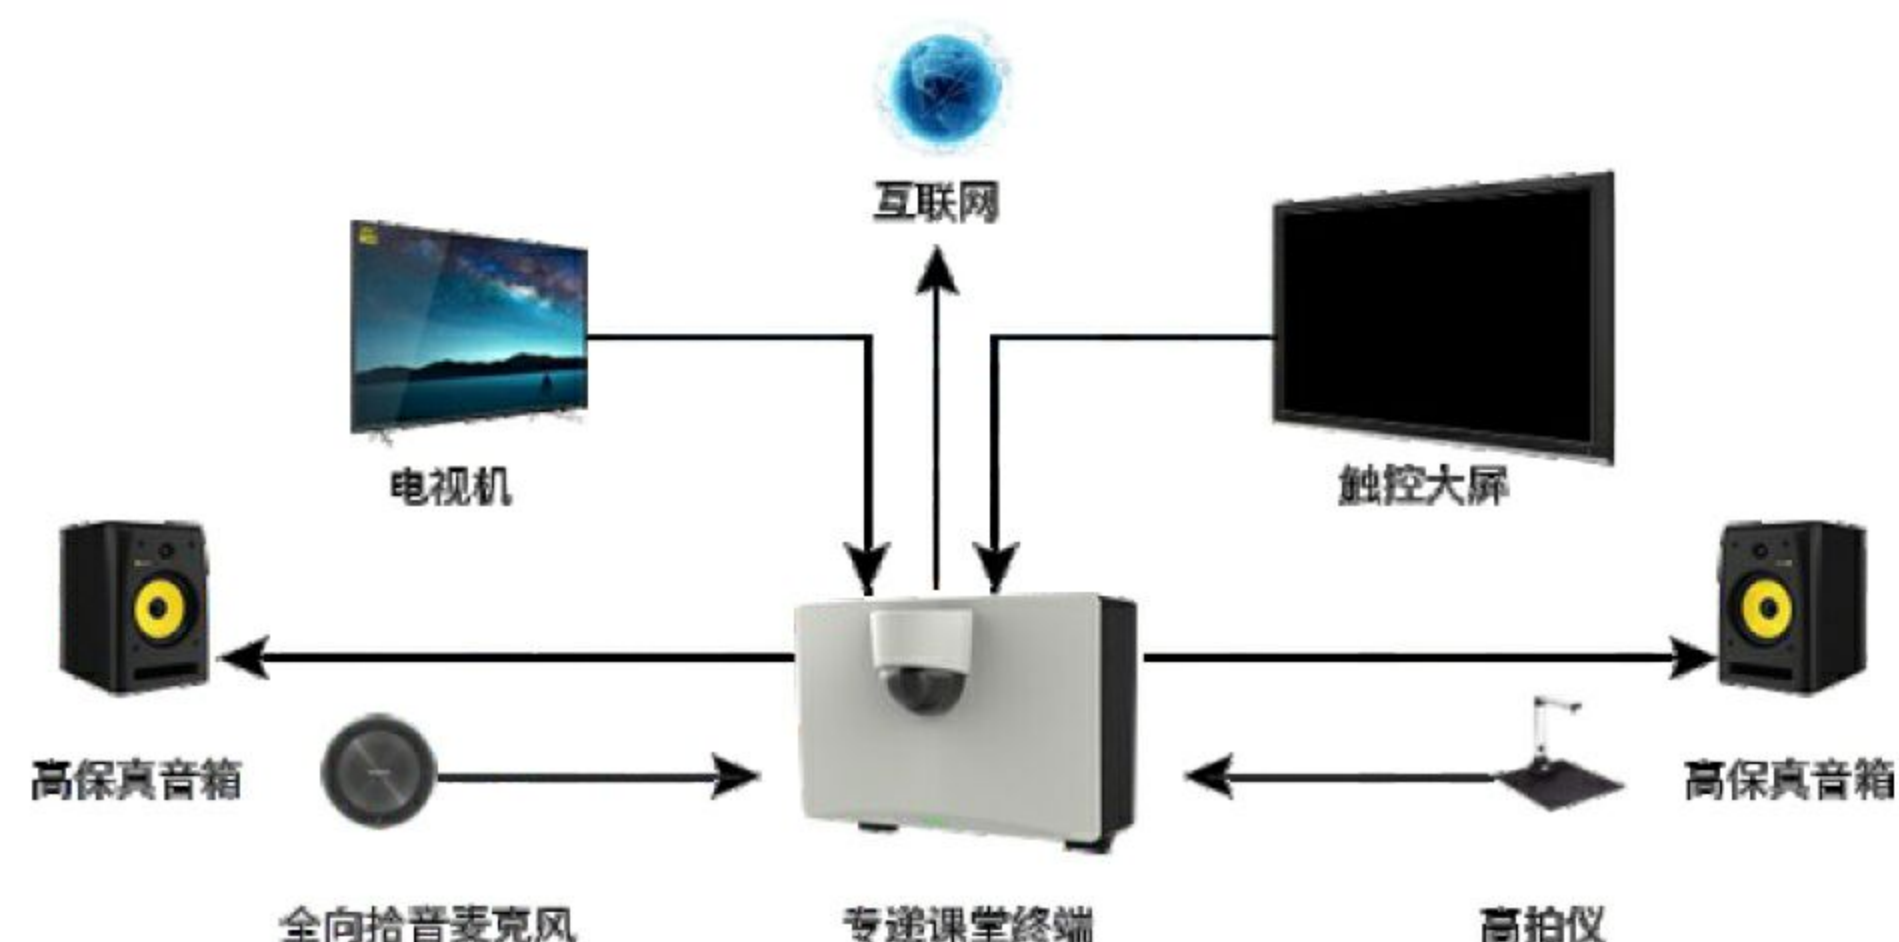 互联网
电视机
触控大屏
高保真音箱
高保真音箱
全向拾音麦克风
专递课堂终端
高拍仪